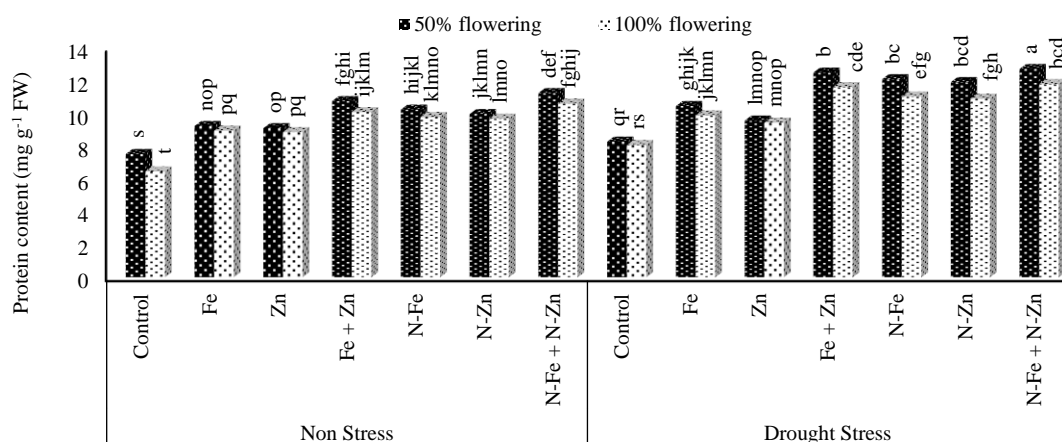 50% flowering 100% flowering
Protein content (mg g⁻¹ FW)
14
12
10
8
6
4
2
0
s t nop pq op pq fghi ijklm hijkl klmno jklmn lmno def fghij qr rs ghijk jklmn lmnop mnop b cde bc efg bcd fgh a bcd
Control Fe Zn Fe + Zn N-Fe N-Zn N-Fe + N-Zn Control Fe Zn Fe + Zn N-Fe N-Zn N-Fe + N-Zn
Non Stress Drought Stress